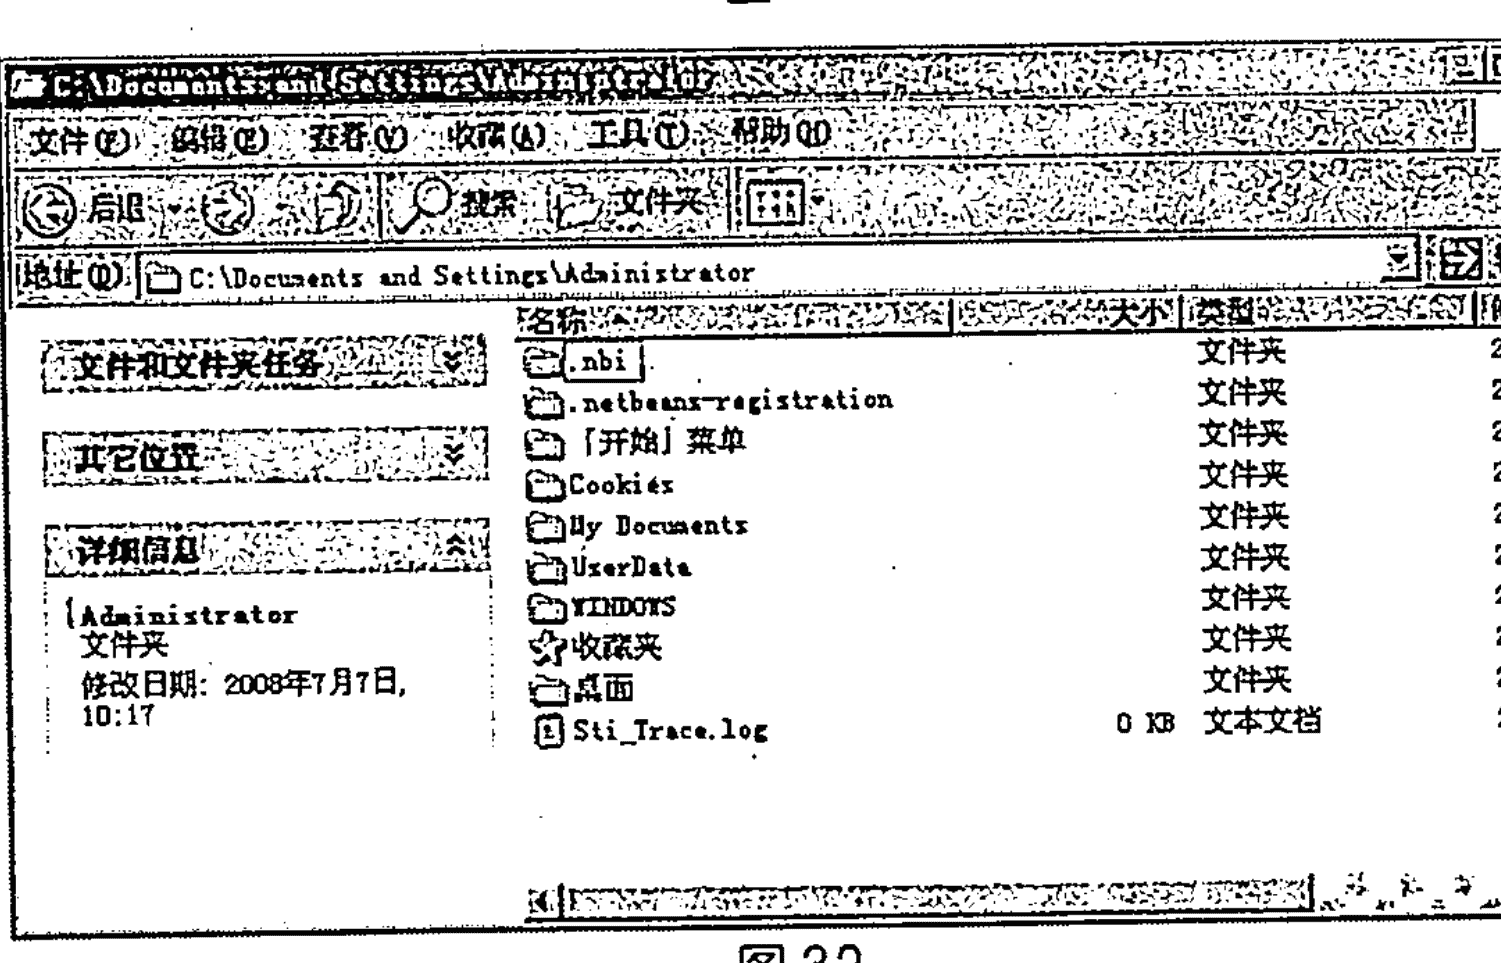 C:\Documents and Settings\Administrator
文件(F) 编辑(E) 查看(V) 收藏(A) 工具(T) 帮助(H)
后退 搜索 文件夹
地址(D) C:\Documents and Settings\Administrator
名称 大小 类型
文件和文件夹任务
其它位置
详细信息
Administrator
文件夹
修改日期: 2008年7月7日,
10:17
.nbi 文件夹
.netbeans-registration 文件夹
「开始」菜单 文件夹
Cookies 文件夹
My Documents 文件夹
UserData 文件夹
WINDOWS 文件夹
收藏夹 文件夹
桌面 文件夹
Sti_Trace.log 0 KB 文本文档